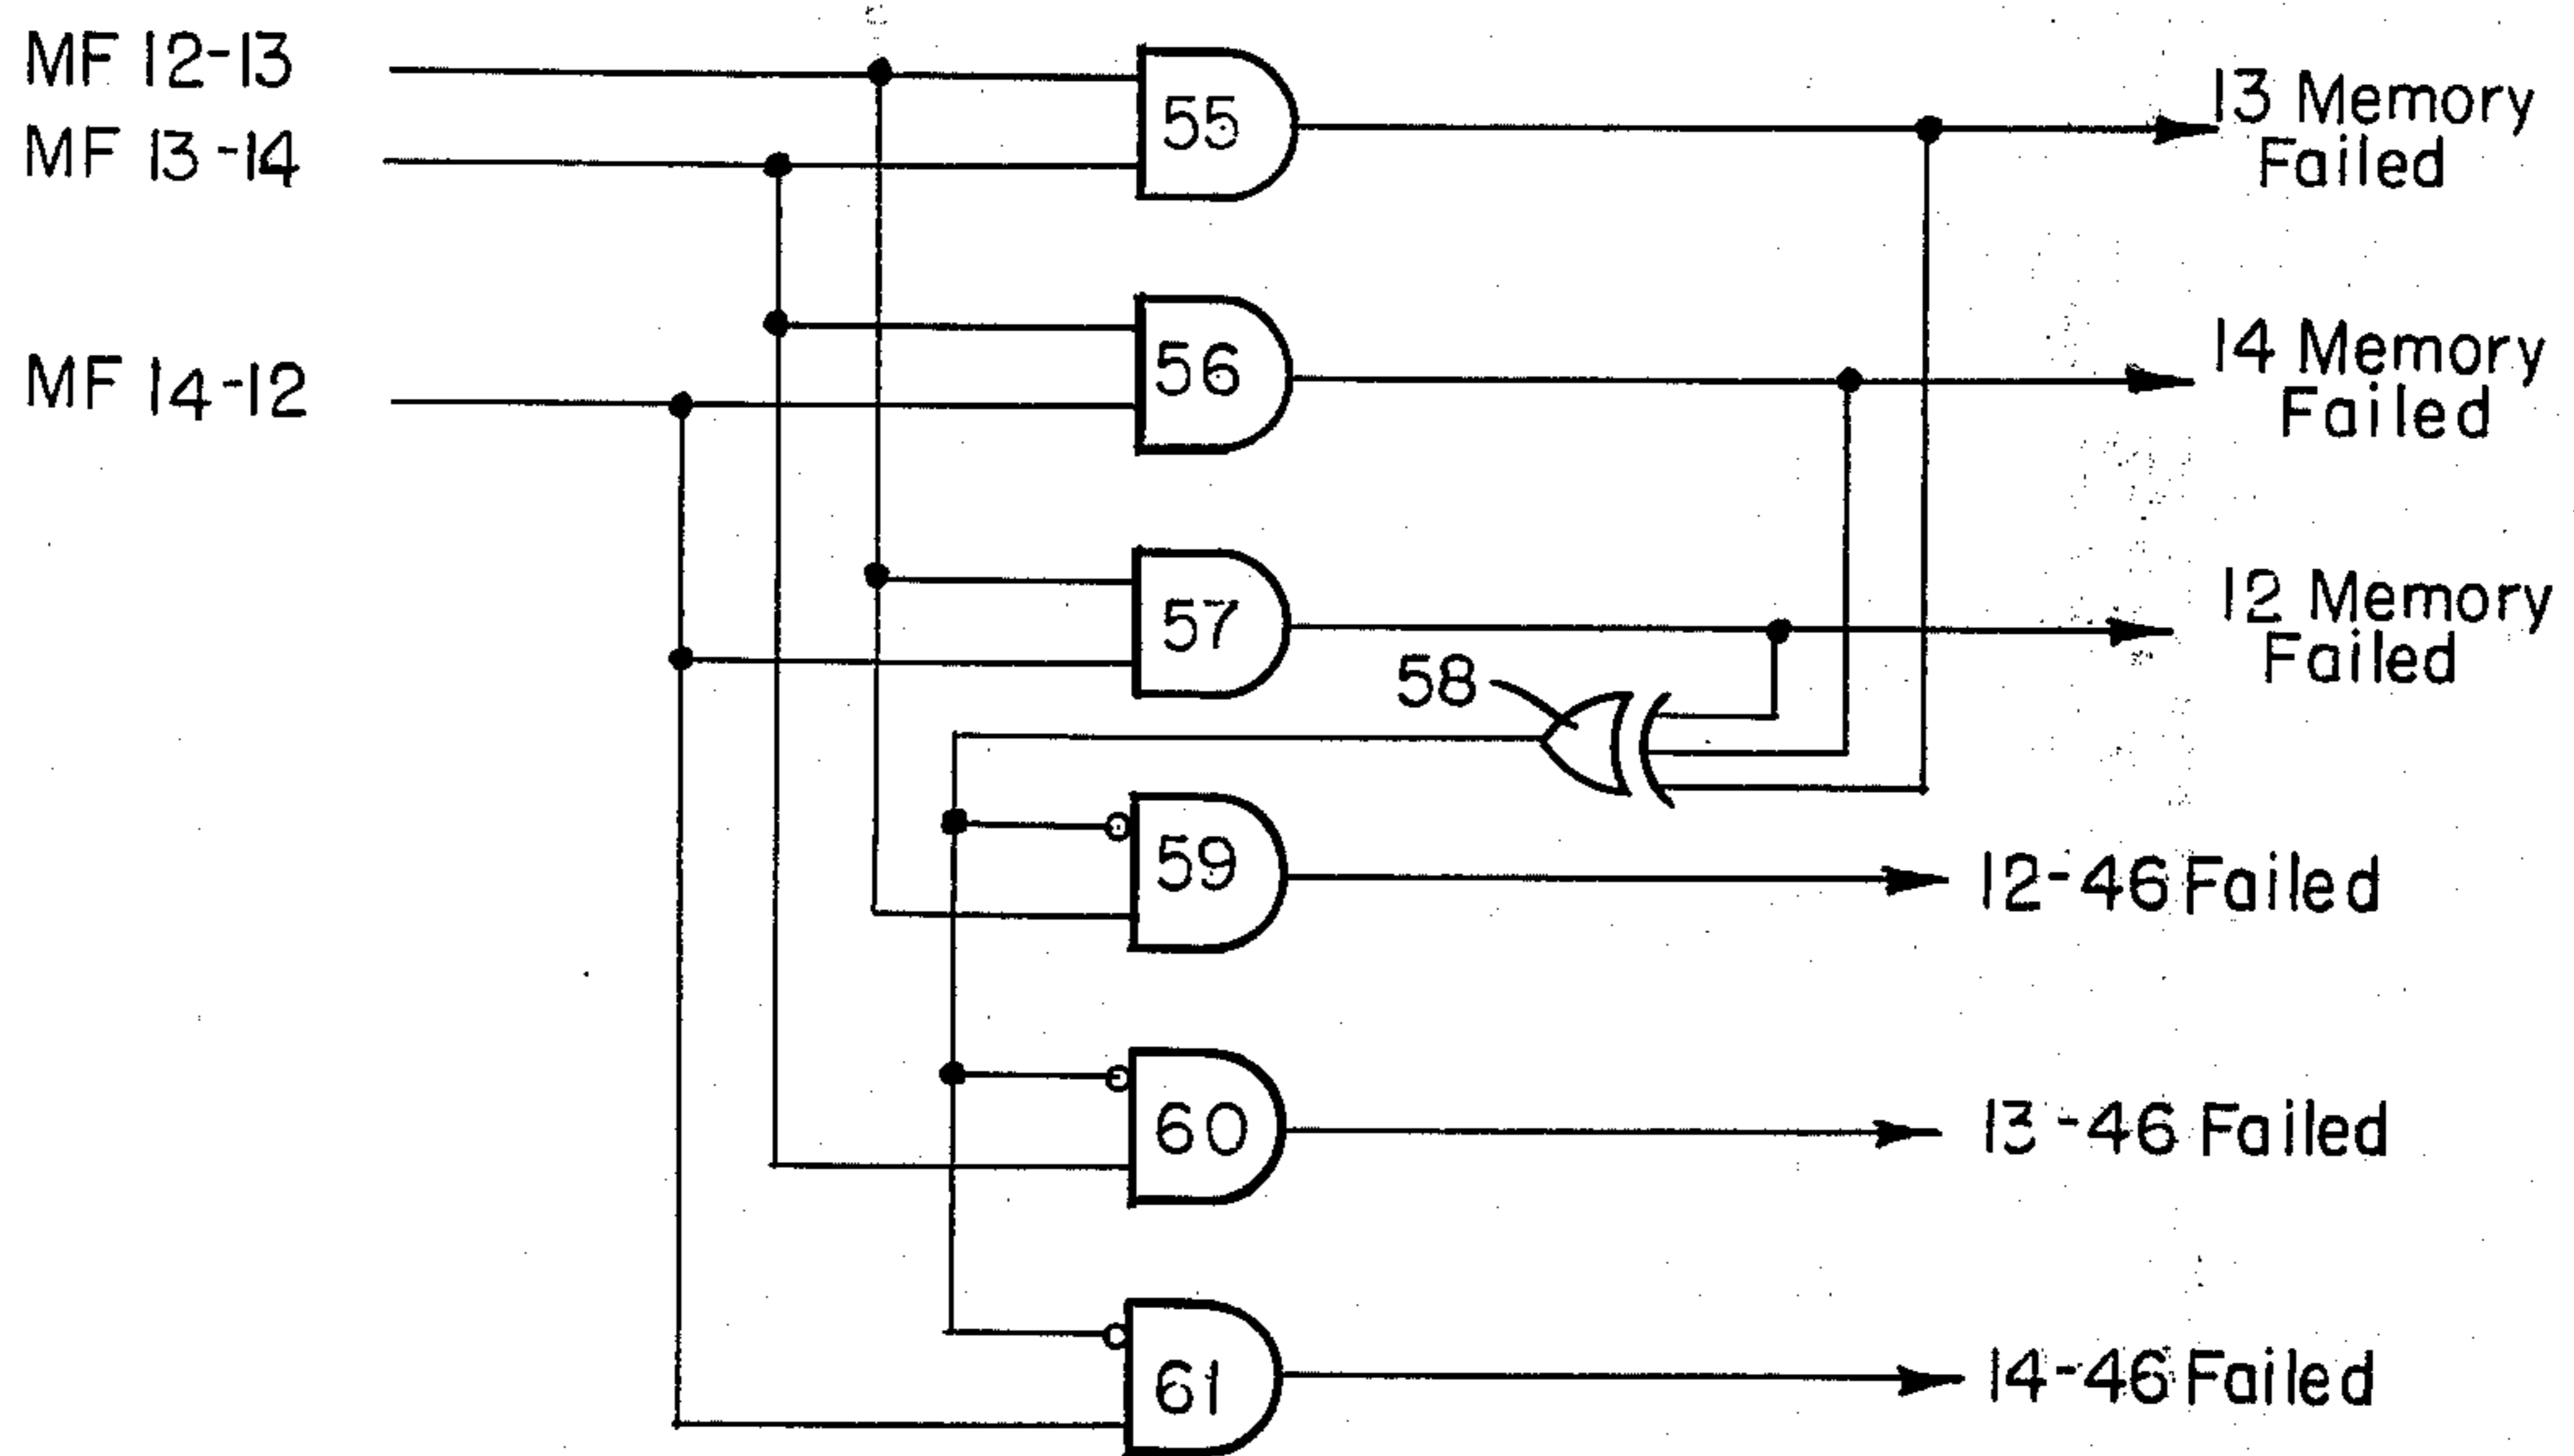 MF 12-13
MF 13-14
MF 14-12
55
13 Memory
Failed
56
14 Memory
Failed
57
12 Memory
Failed
58
59
12-46 Failed
60
13-46 Failed
61
14-46 Failed